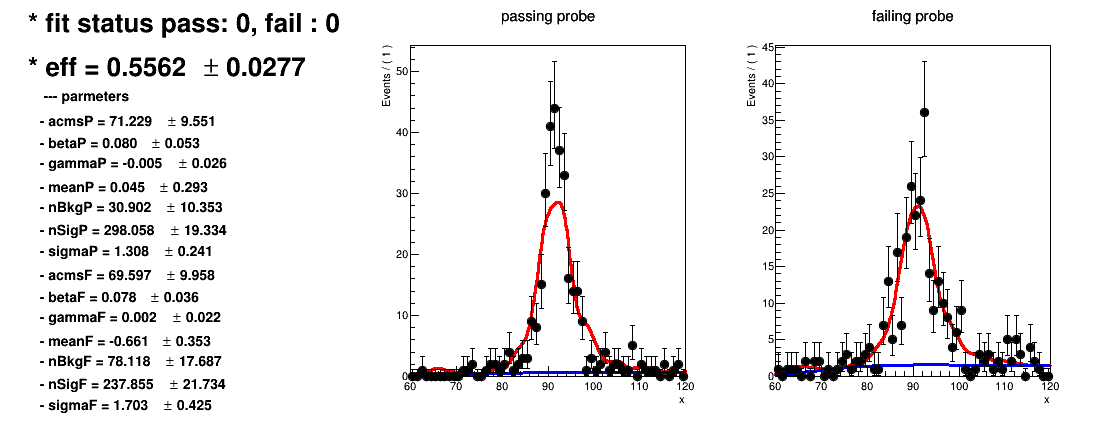 * fit status pass: 0, fail : 0
* eff = 0.5562 ± 0.0277
--- parmeters
- acmsP = 71.229 ± 9.551
- betaP = 0.080 ± 0.053
- gammaP = -0.005 ± 0.026
- meanP = 0.045 ± 0.293
- nBkgP = 30.902 ± 10.353
- nSigP = 298.058 ± 19.334
- sigmaP = 1.308 ± 0.241
- acmsF = 69.597 ± 9.958
- betaF = 0.078 ± 0.036
- gammaF = 0.002 ± 0.022
- meanF = -0.661 ± 0.353
- nBkgF = 78.118 ± 17.687
- nSigF = 237.855 ± 21.734
- sigmaF = 1.703 ± 0.425
passing probe
Events / ( 1 )
50
40
30
20
10
0
60 70 80 90 100 110 120
x
failing probe
Events / ( 1 )
45
40
35
30
25
20
15
10
5
0
60 70 80 90 100 110 120
x